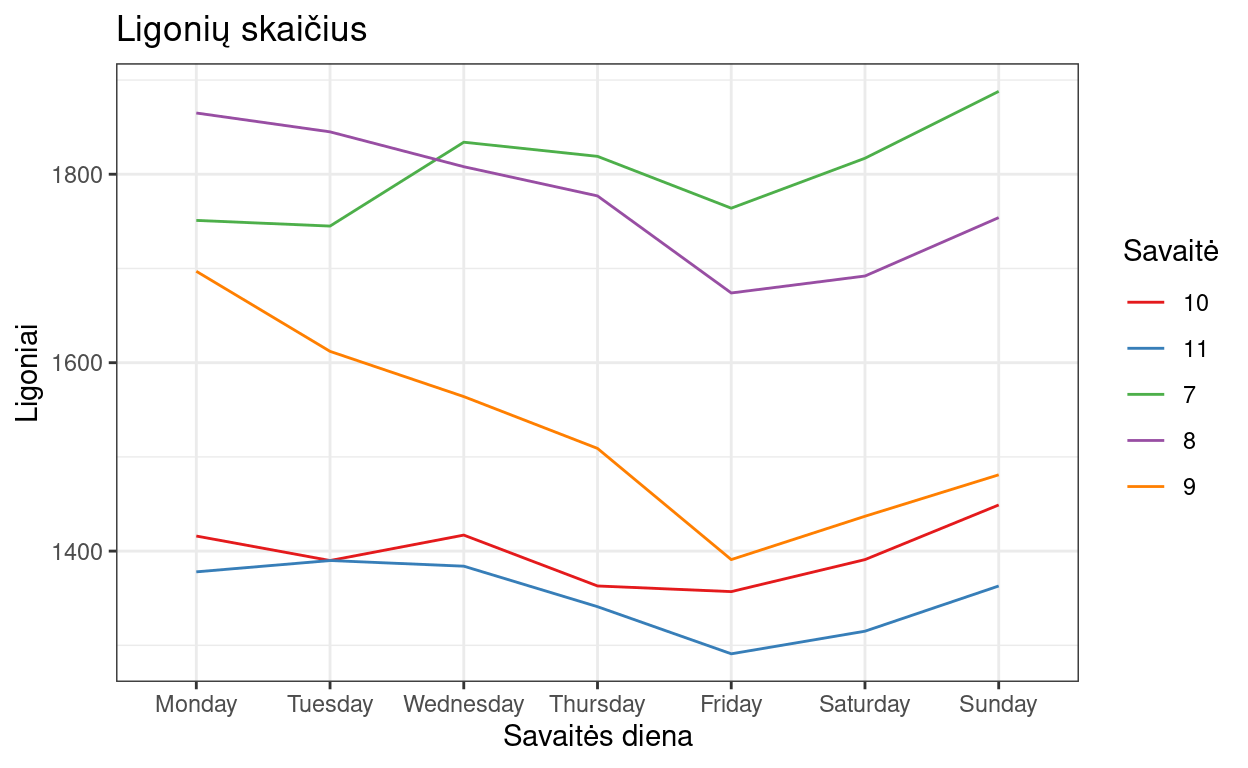 Ligonių skaičius
Ligoniai
1800
1600
1400
Monday Tuesday Wednesday Thursday Friday Saturday Sunday
Savaitės diena
Savaitė
10
11
7
8
9